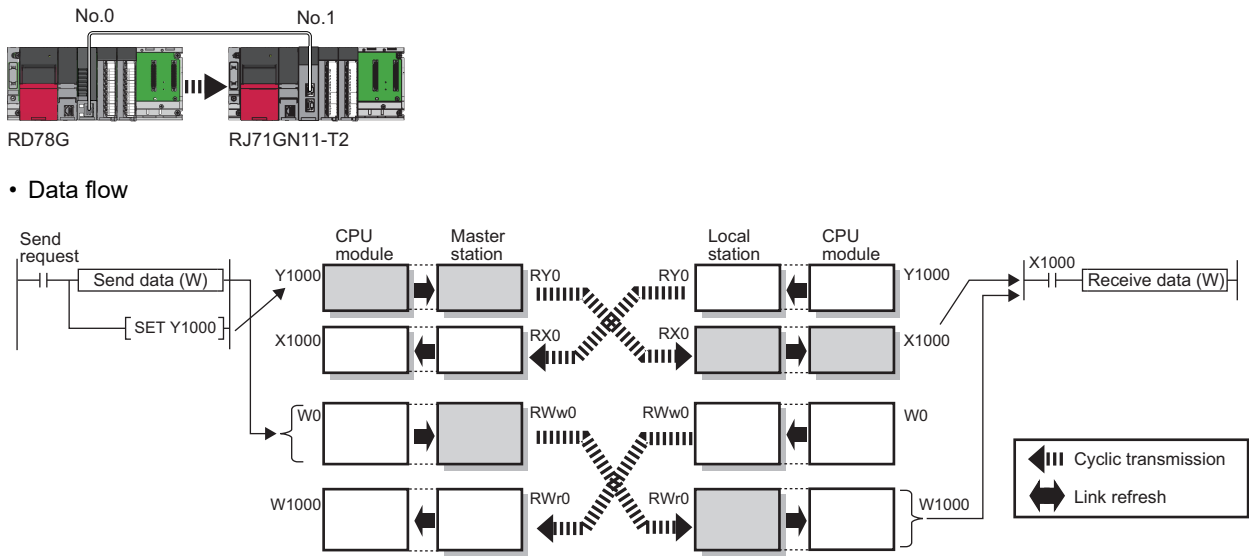 No.0
No.1
RD78G
RJ71GN11-T2
• Data flow
Send
request
Send data (W)
SET Y1000
CPU
module
Master
station
Local
station
CPU
module
Y1000
RY0
RY0
Y1000
X1000
RX0
RX0
X1000
W0
RWw0
RWw0
W0
W1000
RWr0
RWr0
W1000
X1000
Receive data (W)
Cyclic transmission
Link refresh